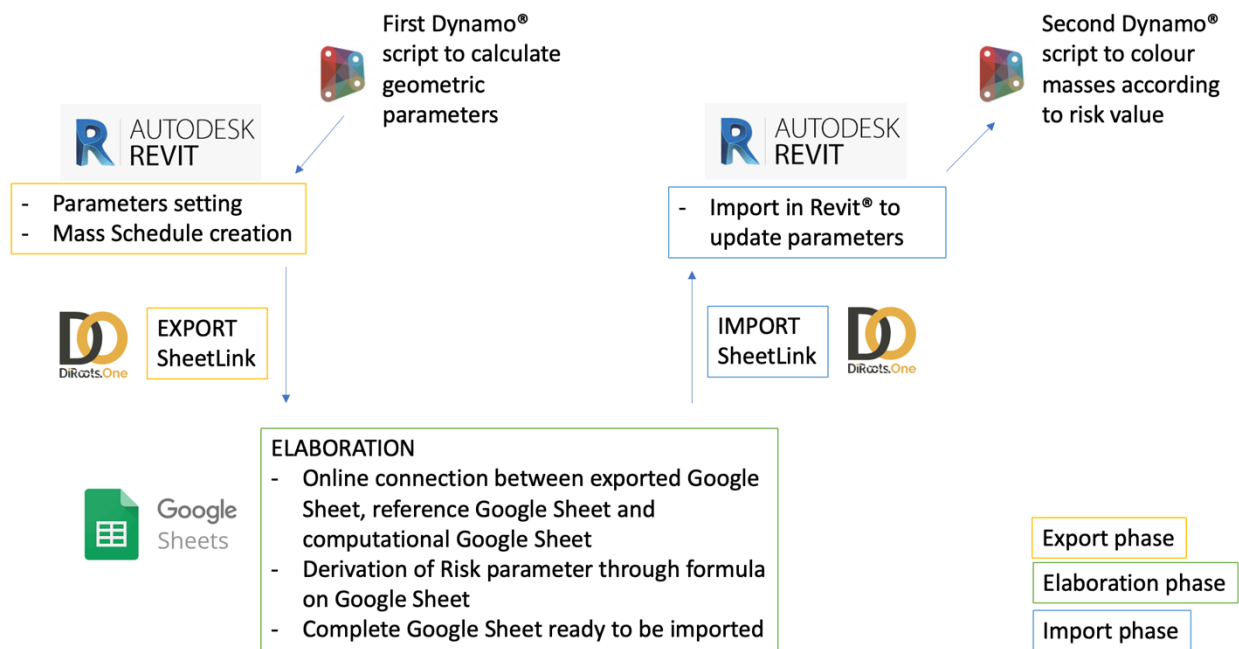 First Dynamo®
script to calculate
geometric
parameters
AUTODESK
REVIT
- Parameters setting
- Mass Schedule creation
DiRoots.One
EXPORT
SheetLink
Google
Sheets
ELABORATION
- Online connection between exported Google
Sheet, reference Google Sheet and
computational Google Sheet
- Derivation of Risk parameter through formula
on Google Sheet
- Complete Google Sheet ready to be imported
IMPORT
SheetLink
DiRoots.One
AUTODESK
REVIT
- Import in Revit® to
update parameters
Second Dynamo®
script to colour
masses according
to risk value
Export phase
Elaboration phase
Import phase